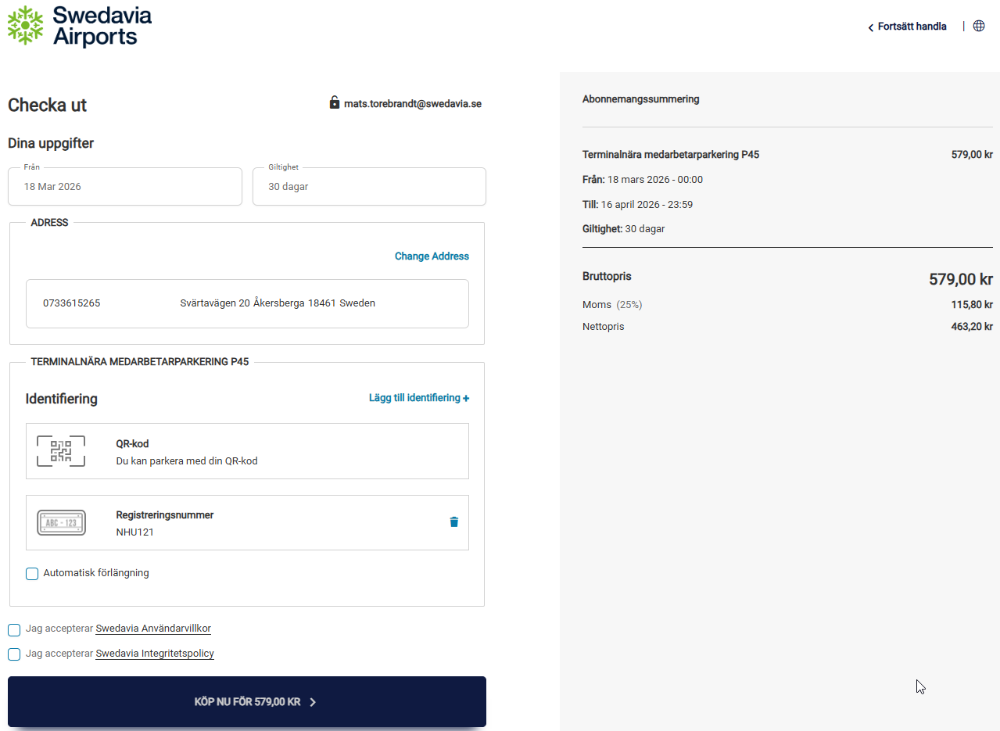 Swedavia
Airports
Fortsätt handla
Checka ut
mats.torebrandt@swedavia.se
Dina uppgifter
Från
18 Mar 2026
Giltighet
30 dagar
ADRESS
Change Address
0733615265 Svärtavägen 20 Åkersberga 18461 Sweden
TERMINALNÄRA MEDARBETARPARKERING P45
Identifiering
Lägg till identifiering +
QR-kod
Du kan parkera med din QR-kod
ABC - 123
Registreringsnummer
NHU121
Automatisk förlängning
Jag accepterar Swedavia Användarvillkor
Jag accepterar Swedavia Integritetspolicy
KÖP NU FÖR 579,00 KR
Abonnemangssummering
Terminalnära medarbetarparkering P45 579,00 kr
Från: 18 mars 2026 - 00:00
Till: 16 april 2026 - 23:59
Giltighet: 30 dagar
Bruttopris 579,00 kr
Moms (25%) 115,80 kr
Nettopris 463,20 kr